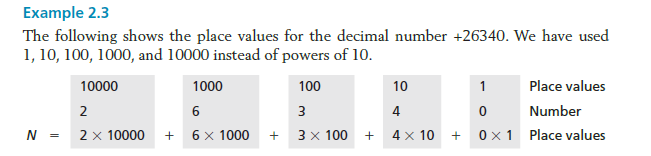 Example 2.3
The following shows the place values for the decimal number +26340. We have used
1, 10, 100, 1000, and 10000 instead of powers of 10.
10000 1000 100 10 1 Place values
2 6 3 4 0 Number
N = 2 × 10000 + 6 × 1000 + 3 × 100 + 4 × 10 + 0 × 1 Place values